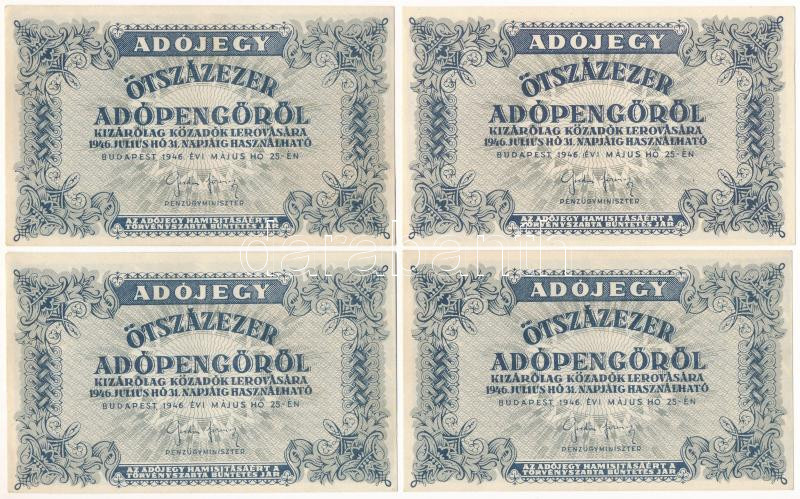 ADÓJEGY
ÖTSZÁZEZER
ADÓPENGŐRŐL
KIZÁRÓLAG KÖZADÓK LEROVÁSÁRA
1946. JULIUS HÓ 31. NAPJÁIG HASZNÁLHATÓ
BUDAPEST 1946. ÉVI MÁJUS HÓ 25-ÉN
PÉNZÜGYMINISZTER
AZ ADÓJEGY HAMISITÁSÁÉRT A
TÖRVÉNYSZABTA BÜNTETÉS JÁR
ADÓJEGY
ÖTSZÁZEZER
ADÓPENGŐRŐL
KIZÁRÓLAG KÖZADÓK LEROVÁSÁRA
1946. JULIUS HÓ 31. NAPJÁIG HASZNÁLHATÓ
BUDAPEST 1946. ÉVI MÁJUS HÓ 25-ÉN
PÉNZÜGYMINISZTER
AZ ADÓJEGY HAMISITÁSÁÉRT A
TÖRVÉNYSZABTA BÜNTETÉS JÁR
darabanth
ADÓJEGY
ÖTSZÁZEZER
ADÓPENGŐRŐL
KIZÁRÓLAG KÖZADÓK LEROVÁSÁRA
1946. JULIUS HÓ 31. NAPJÁIG HASZNÁLHATÓ
BUDAPEST 1946. ÉVI MÁJUS HÓ 25-ÉN
PÉNZÜGYMINISZTER
AZ ADÓJEGY HAMISITÁSÁÉRT A
TÖRVÉNYSZABTA BÜNTETÉS JÁR
ADÓJEGY
ÖTSZÁZEZER
ADÓPENGŐRŐL
KIZÁRÓLAG KÖZADÓK LEROVÁSÁRA
1946. JULIUS HÓ 31. NAPJÁIG HASZNÁLHATÓ
BUDAPEST 1946. ÉVI MÁJUS HÓ 25-ÉN
PÉNZÜGYMINISZTER
AZ ADÓJEGY HAMISITÁSÁÉRT A
TÖRVÉNYSZABTA BÜNTETÉS JÁR